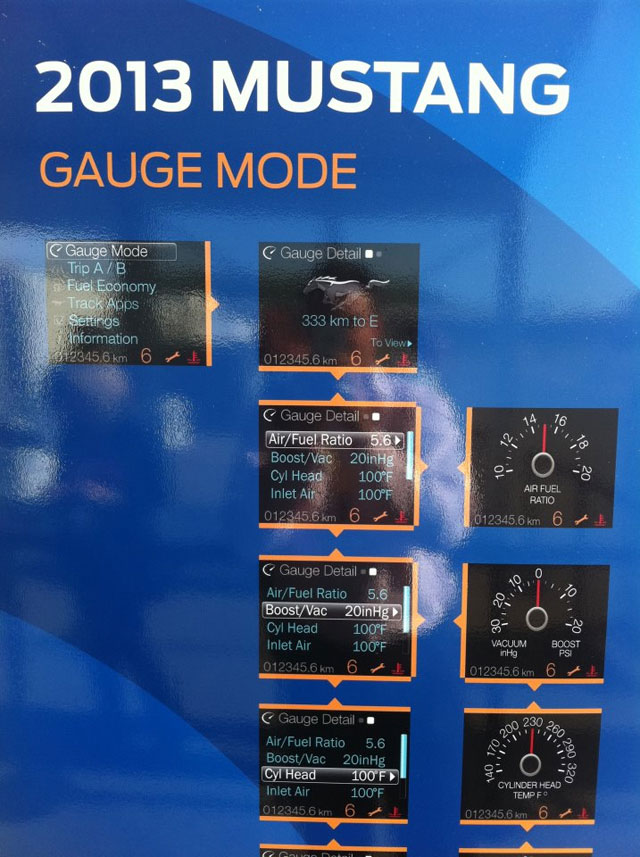 2013 MUSTANG
GAUGE MODE
Gauge Mode
Trip A / B
Fuel Economy
Track Apps
Settings
Information
012345.6 km 6
Gauge Detail
333 km to E
To View
012345.6 km 6
Gauge Detail
Air/Fuel Ratio 5.6
Boost/Vac 20inHg
Cyl Head 100°F
Inlet Air 100°F
012345.6 km 6
10 12 14 16 18 20
AIR FUEL
RATIO
012345.6 km 6
Gauge Detail
Air/Fuel Ratio 5.6
Boost/Vac 20inHg
Cyl Head 100°F
Inlet Air 100°F
012345.6 km 6
30 20 10 0 10 20
VACUUM BOOST
inHg PSI
012345.6 km 6
Gauge Detail
Air/Fuel Ratio 5.6
Boost/Vac 20inHg
Cyl Head 100°F
Inlet Air 100°F
012345.6 km 6
140 170 200 230 260 290 320
CYLINDER HEAD
TEMP F°
012345.6 km 6
Gauge Detail